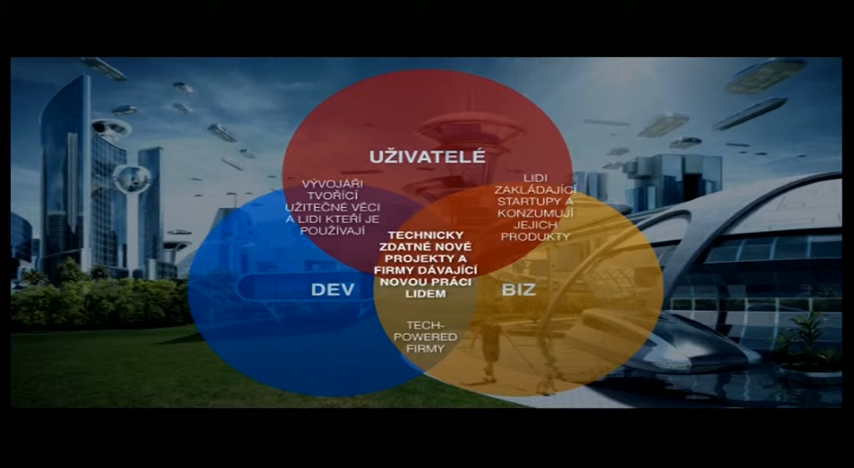 UŽIVATELÉ
VÝVOJÁŘI
TVOŘÍCÍ
UŽITEČNÉ VĚCI
A LIDI KTEŘÍ JE
POUŽÍVAJÍ
LIDI
ZAKLÁDAJÍCÍ
STARTUPY A
KONZUMUJÍ
JEJICH
PRODUKTY
TECHNICKY
ZDATNÉ NOVÉ
PROJEKTY A
FIRMY DÁVAJÍCÍ
NOVOU PRÁCI
LIDEM
DEV
BIZ
TECH-
POWERED
FIRMY